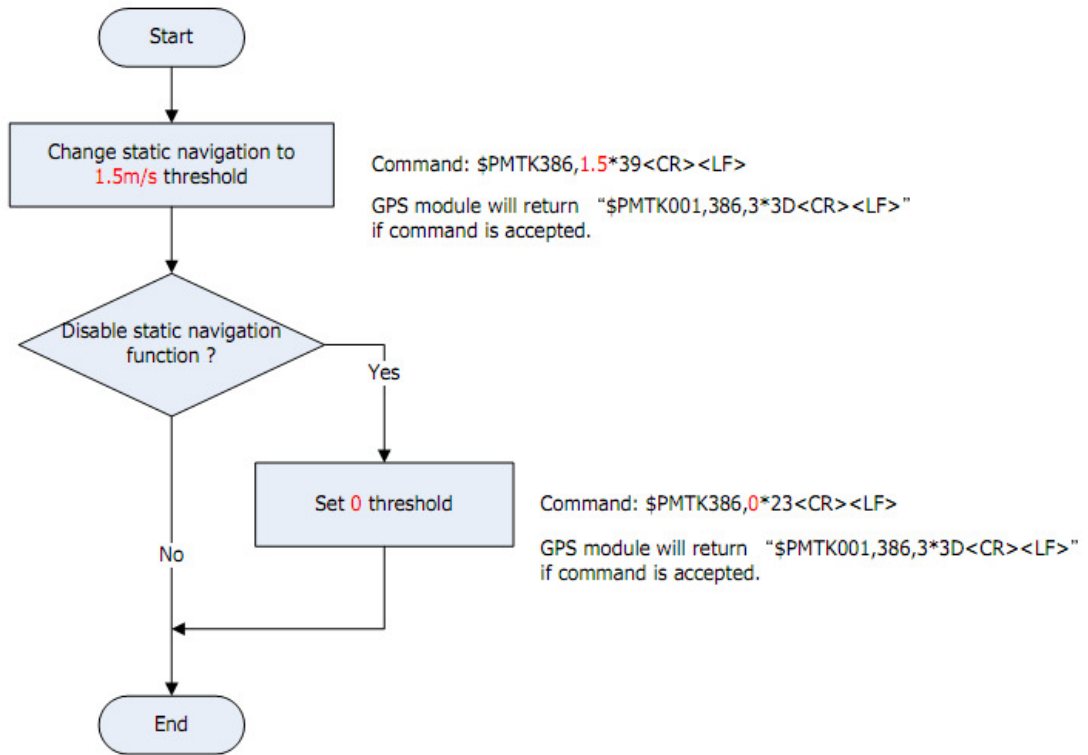 Start
Change static navigation to
1.5m/s threshold
Command: $PMTK386,1.5*39<CR><LF>
GPS module will return “$PMTK001,386,3*3D<CR><LF>”
if command is accepted.
Disable static navigation
function ?
Yes
Set 0 threshold
Command: $PMTK386,0*23<CR><LF>
GPS module will return “$PMTK001,386,3*3D<CR><LF>”
if command is accepted.
No
End